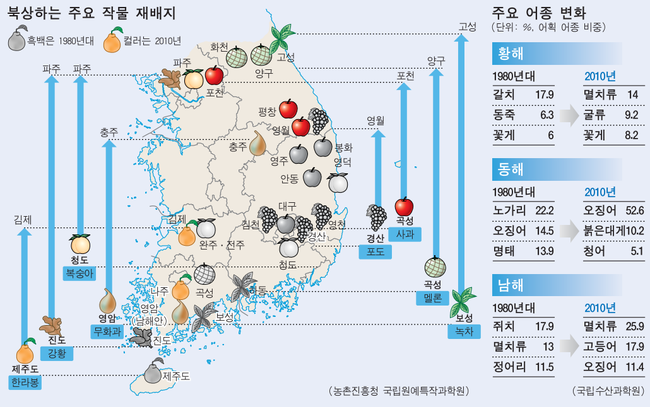 북상하는 주요 작물 재배지
흑백은 1980년대 컬러는 2010년
파주 파주
충주
김제
청도
복숭아
영암
무화과
진도
강황
제주도
한라봉
화천
양구
고성
파주
포천
평창
영월
충주
영주
봉화
영덕
안동
김제
완주·전주
대구
김천
영천
경산
청도
나주
곡성
영암
(남해안)
보성
진도
제주도
고성
양구
포천
영월
경산
포도
곡성
사과
곡성
멜론
보성
녹차
(농촌진흥청 국립원예특작과학원)
주요 어종 변화
(단위: %, 어획 어종 비중)
황해
1980년대 2010년
갈치 17.9 멸치류 14
동죽 6.3 굴류 9.2
꽃게 6 꽃게 8.2
동해
1980년대 2010년
노가리 22.2 오징어 52.6
오징어 14.5 붉은대게10.2
명태 13.9 청어 5.1
남해
1980년대 2010년
쥐치 17.9 멸치류 25.9
멸치류 13 고등어 17.9
정어리 11.5 오징어 11.4
(국립수산과학원)